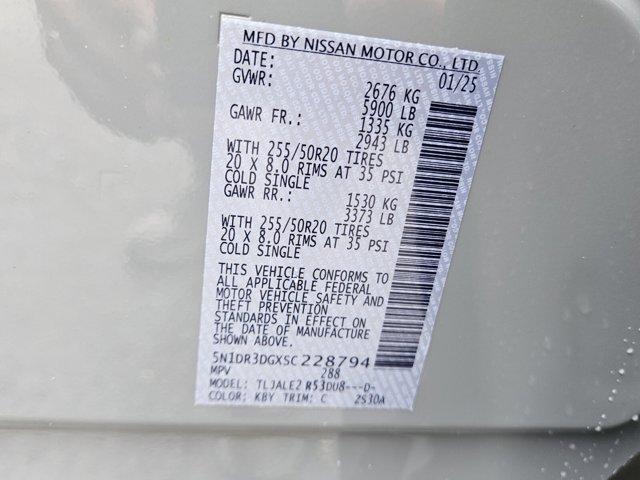 MFD BY NISSAN MOTOR CO., LTD.
DATE: 01/25
GVWR: 2676 KG
5900 LB
GAWR FR.: 1335 KG
2943 LB
WITH 255/50R20 TIRES
20 X 8.0 RIMS AT 35 PSI
COLD SINGLE
GAWR RR.: 1530 KG
3373 LB
WITH 255/50R20 TIRES
20 X 8.0 RIMS AT 35 PSI
COLD SINGLE
THIS VEHICLE CONFORMS TO
ALL APPLICABLE FEDERAL
MOTOR VEHICLE SAFETY AND
THEFT PREVENTION
STANDARDS IN EFFECT ON
THE DATE OF MANUFACTURE
SHOWN ABOVE.
5N1DR3DGXSC228794
MPV 288
MODEL: TLJALE2 R53DU8---D-
COLOR: KBY TRIM: C 2S30A